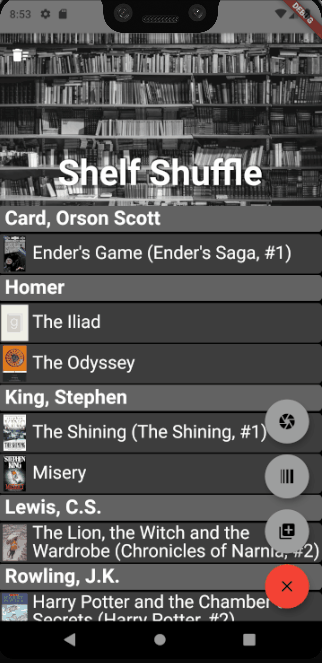 8:53
DEBUG
Shelf Shuffle
Card, Orson Scott
Ender's Game (Ender's Saga, #1)
Homer
The Iliad
The Odyssey
King, Stephen
The Shining (The Shining, #1)
STEPHEN
KING
Misery
Lewis, C.S.
The Lion, the Witch and the
Wardrobe (Chronicles of Narnia, #2)
Rowling, J.K.
Harry Potter and the Chamber
Secrets (Harry Potter, #2)